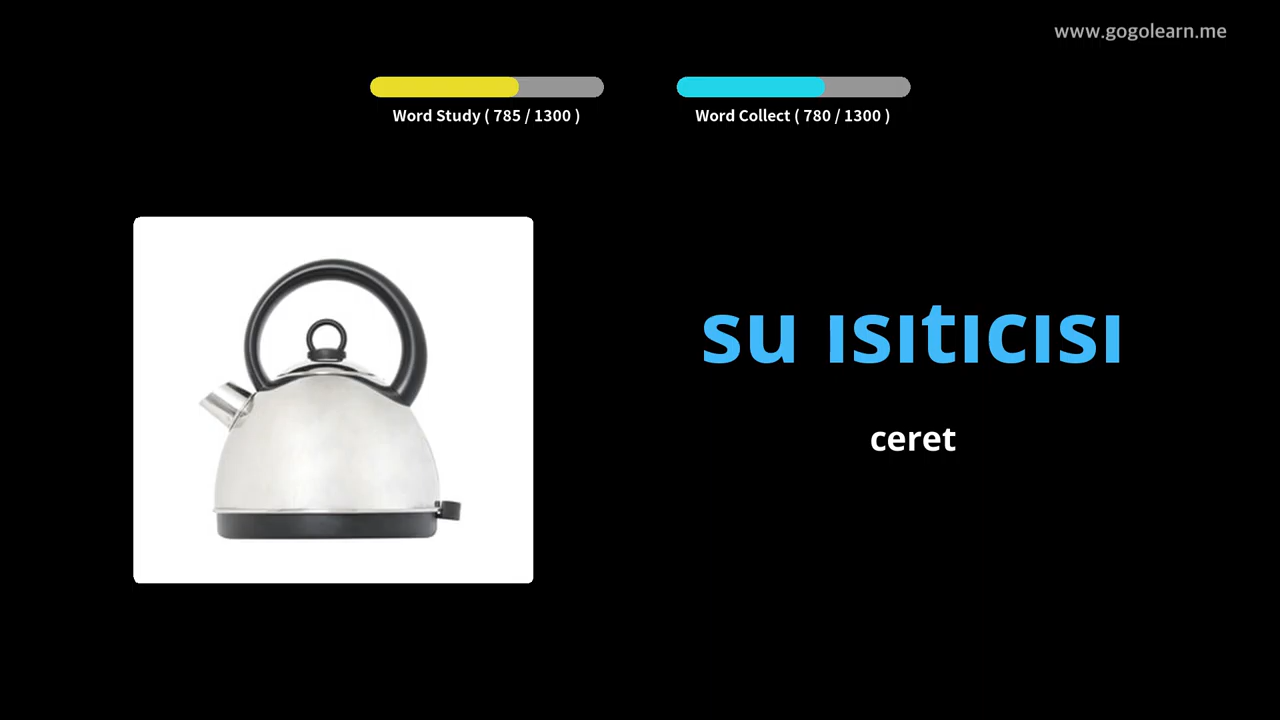 www.gogolearn.me
Word Study ( 785 / 1300 )
Word Collect ( 780 / 1300 )
su ısıtıcısı
ceret